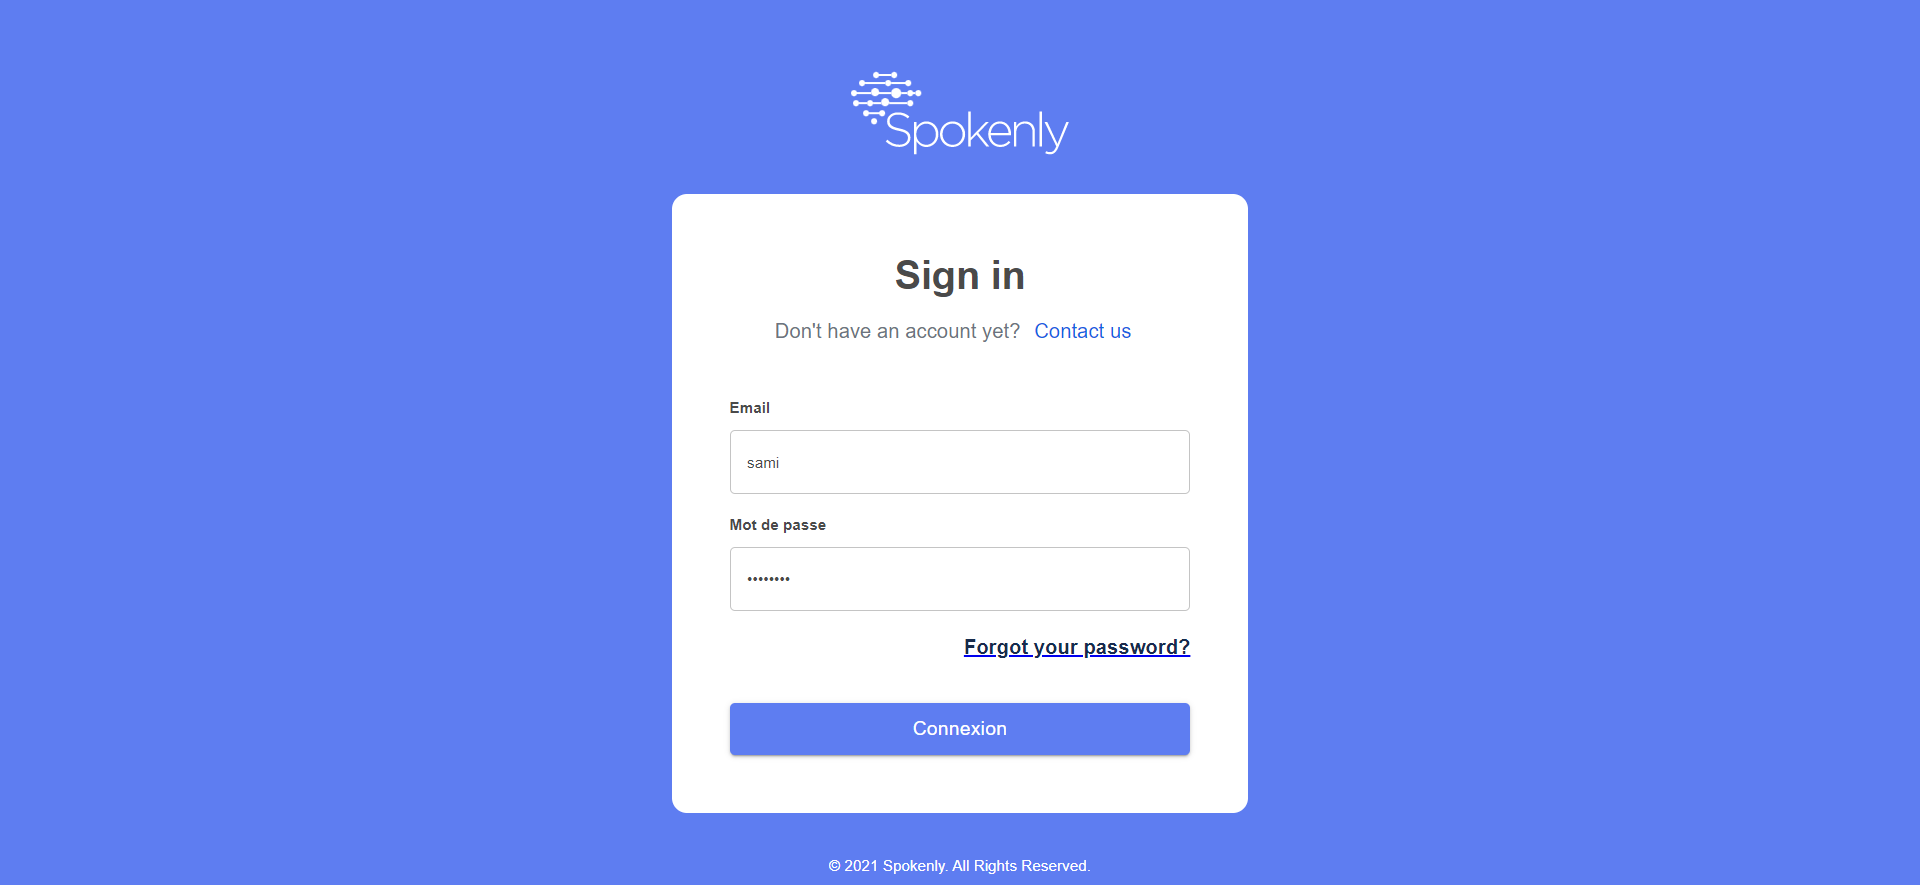 Spokenly
Sign in
Don't have an account yet? Contact us
Email
sami
Mot de passe
••••••••
Forgot your password?
Connexion
© 2021 Spokenly. All Rights Reserved.